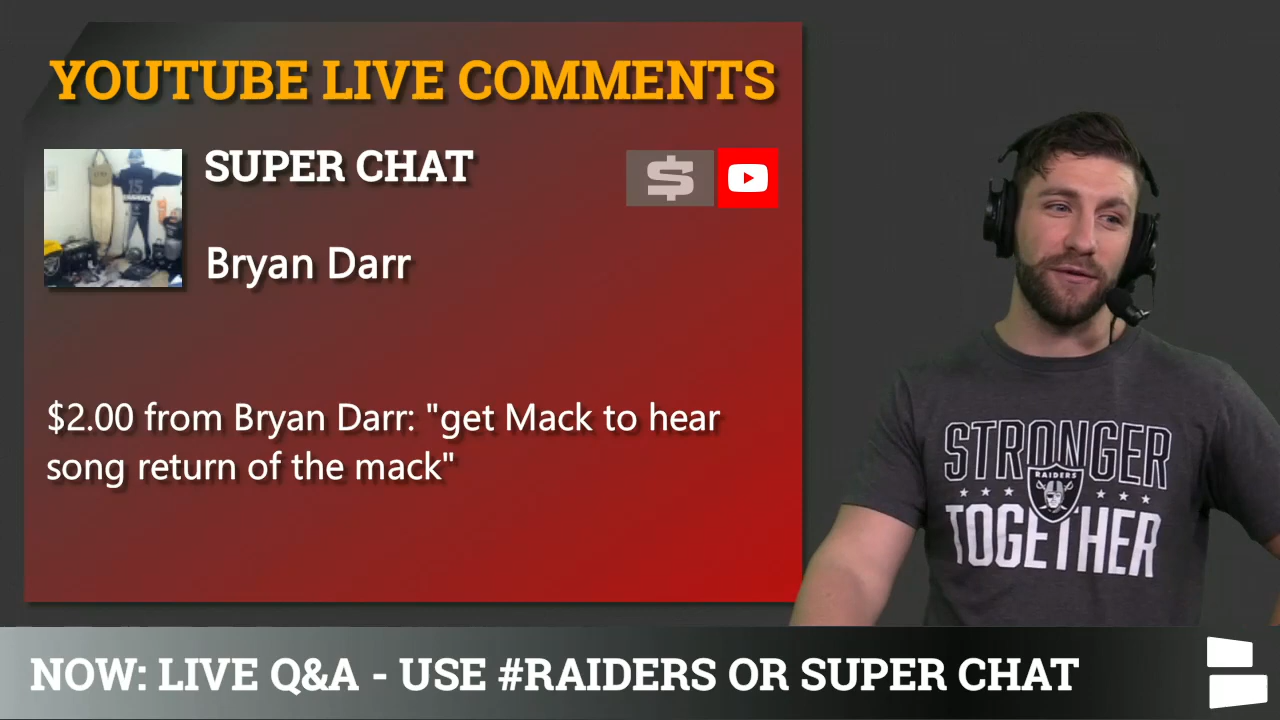 YOUTUBE LIVE COMMENTS
SUPER CHAT
Bryan Darr
$2.00 from Bryan Darr: "get Mack to hear
song return of the mack"
15
STRONGER
RAIDERS
TOGETHER
NOW: LIVE Q&A - USE #RAIDERS OR SUPER CHAT